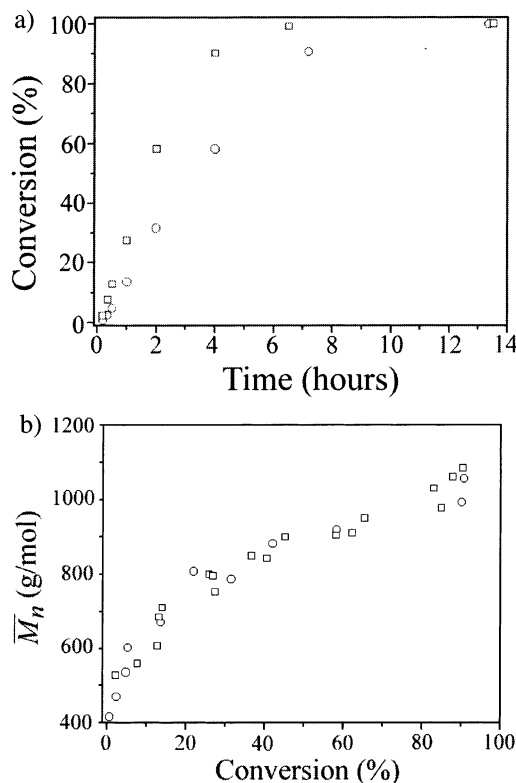 a)
100
80
60
40
20
0
Conversion (%)
0 2 4 6 8 10 12 14
Time (hours)
b)
1200
1000
800
600
400
M̅n (g/mol)
0 20 40 60 80 100
Conversion (%)